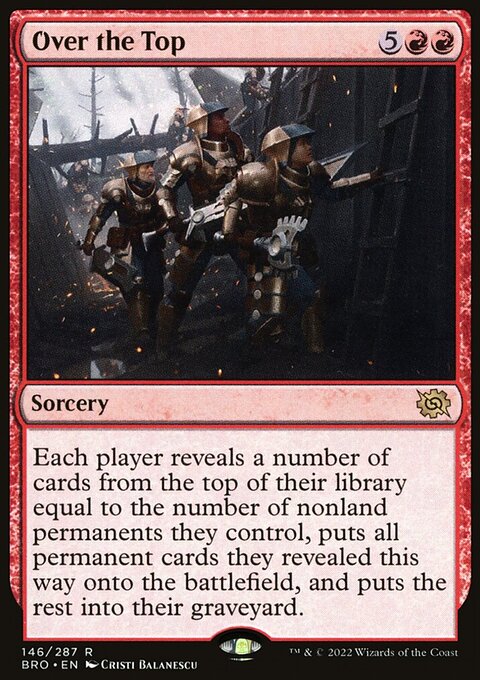 Over the Top 5
Sorcery
Each player reveals a number of
cards from the top of their library
equal to the number of nonland
permanents they control, puts all
permanent cards they revealed this
way onto the battlefield, and puts the
rest into their graveyard.
146/287 R
BRO • EN Cristi Balanescu
™ & © 2022 Wizards of the Coast